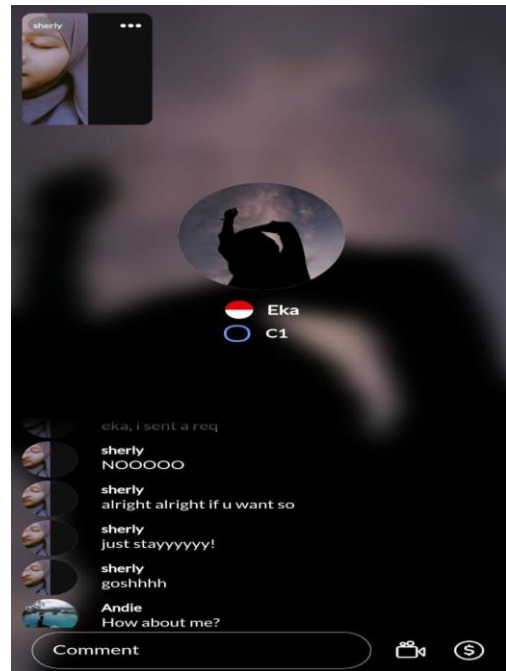 sherly
Eka
C1
eka, i sent a req
sherly
NOOOOO
sherly
alright alright if u want so
sherly
just stayyyyyy!
sherly
goshhhh
Andie
How about me?
Comment